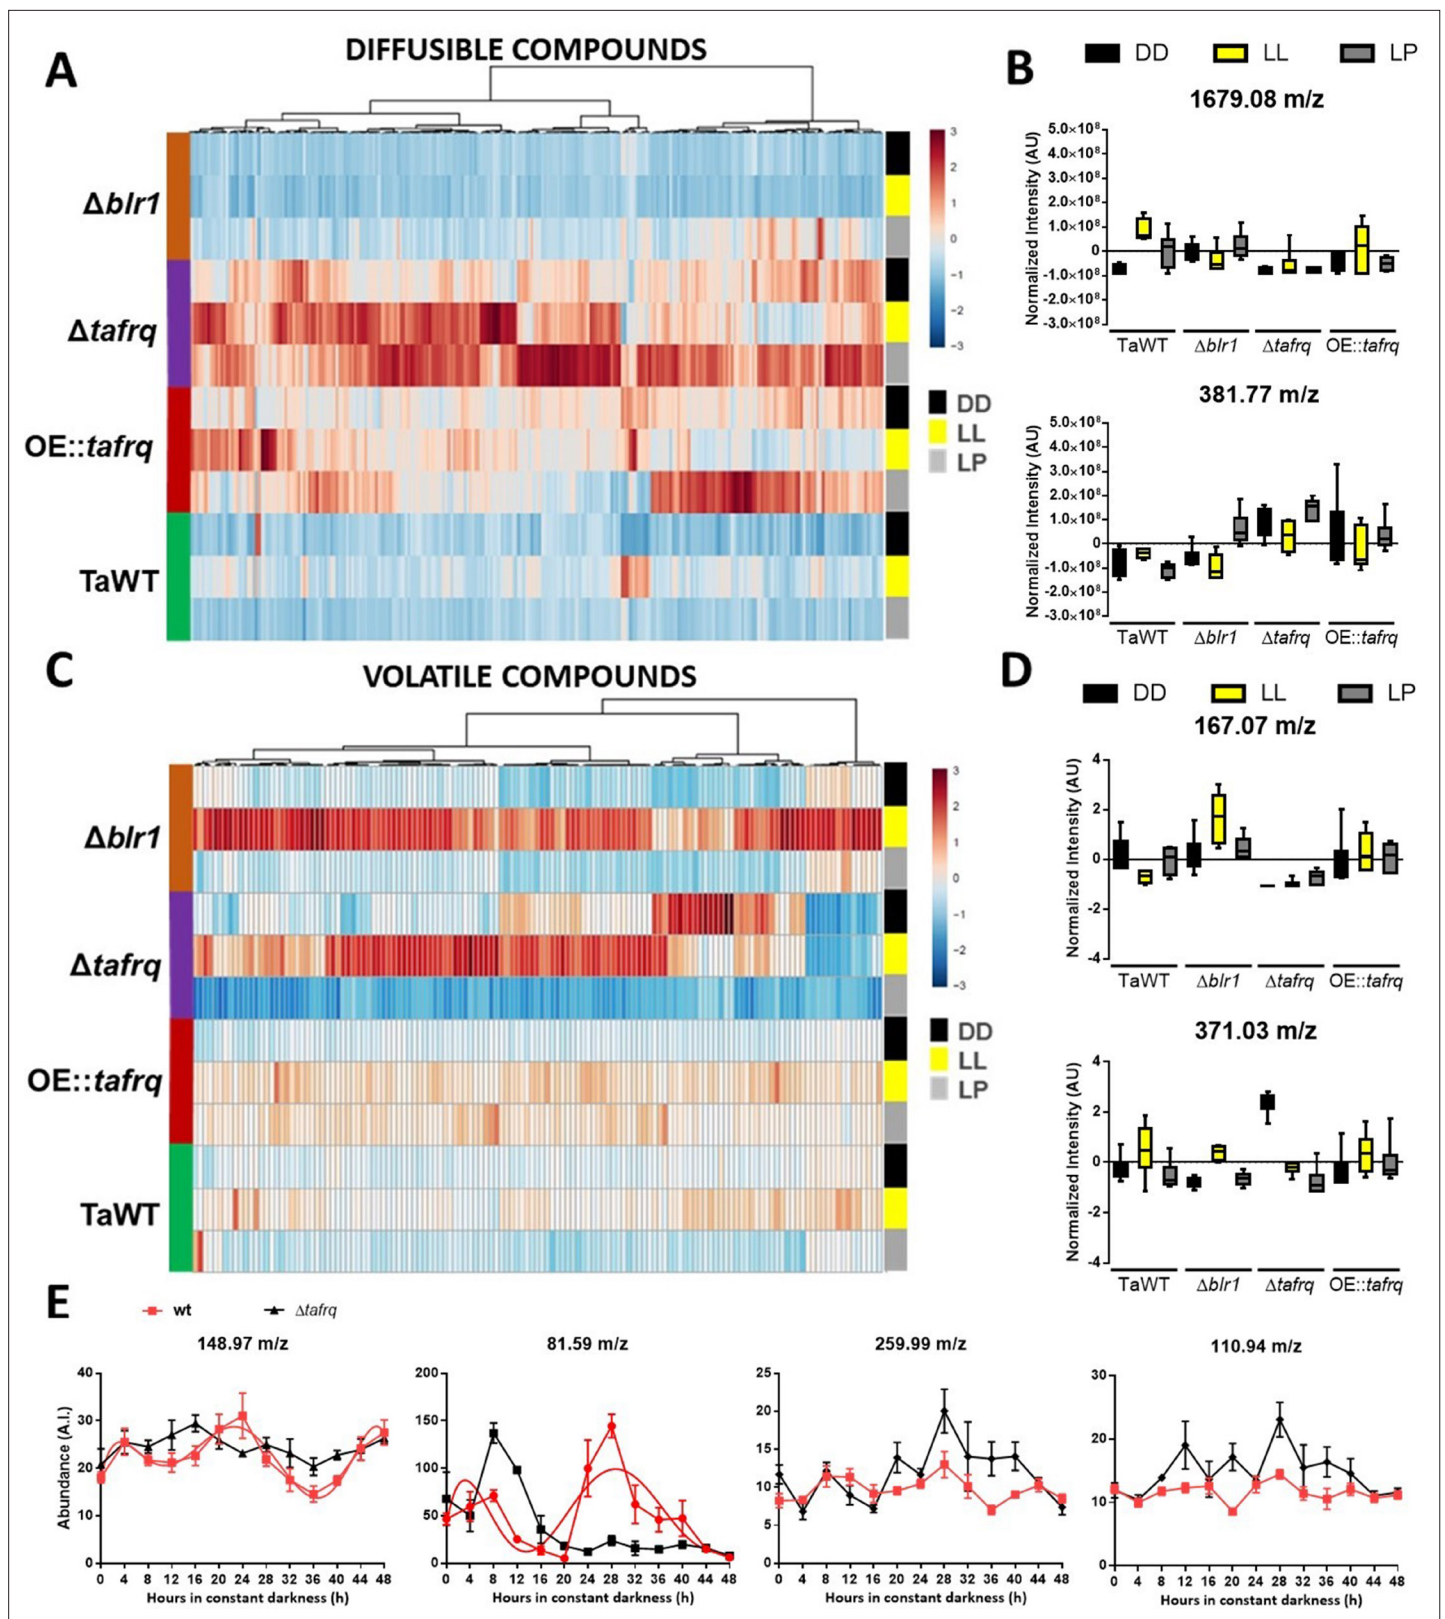 A
DIFFUSIBLE COMPOUNDS
Δblr1
Δtafrq
OE::tafrq
TaWT
3
2
1
0
−1
−2
−3
DD
LL
LP
B
DD LL LP
1679.08 m/z
Normalized Intensity (AU)
5.0×10⁸
4.0×10⁸
3.0×10⁸
2.0×10⁸
1.0×10⁸
0
-1.0×10⁸
-2.0×10⁸
-3.0×10⁸
TaWT Δblr1 Δtafrq OE::tafrq
381.77 m/z
Normalized Intensity (AU)
5.0×10⁸
4.0×10⁸
3.0×10⁸
2.0×10⁸
1.0×10⁸
0
-1.0×10⁸
-2.0×10⁸
-3.0×10⁸
TaWT Δblr1 Δtafrq OE::tafrq
C
VOLATILE COMPOUNDS
Δblr1
Δtafrq
OE::tafrq
TaWT
3
2
1
0
−1
−2
−3
DD
LL
LP
D
DD LL LP
167.07 m/z
Normalized Intensity (AU)
4
2
0
-2
-4
TaWT Δblr1 Δtafrq OE::tafrq
371.03 m/z
Normalized Intensity (AU)
4
2
0
-2
-4
TaWT Δblr1 Δtafrq OE::tafrq
E
wt Δtafrq
148.97 m/z
Abundance (A.I.)
40
30
20
10
0
0 4 8 12 16 20 24 28 32 36 40 44 48
Hours in constant darkness (h)
81.59 m/z
200
150
100
50
0
0 4 8 12 16 20 24 28 32 36 40 44 48
Hours in constant darkness (h)
259.99 m/z
25
20
15
10
5
0
0 4 8 12 16 20 24 28 32 36 40 44 48
Hours in constant darkness (h)
110.94 m/z
30
20
10
0
0 4 8 12 16 20 24 28 32 36 40 44 48
Hours in constant darkness (h)